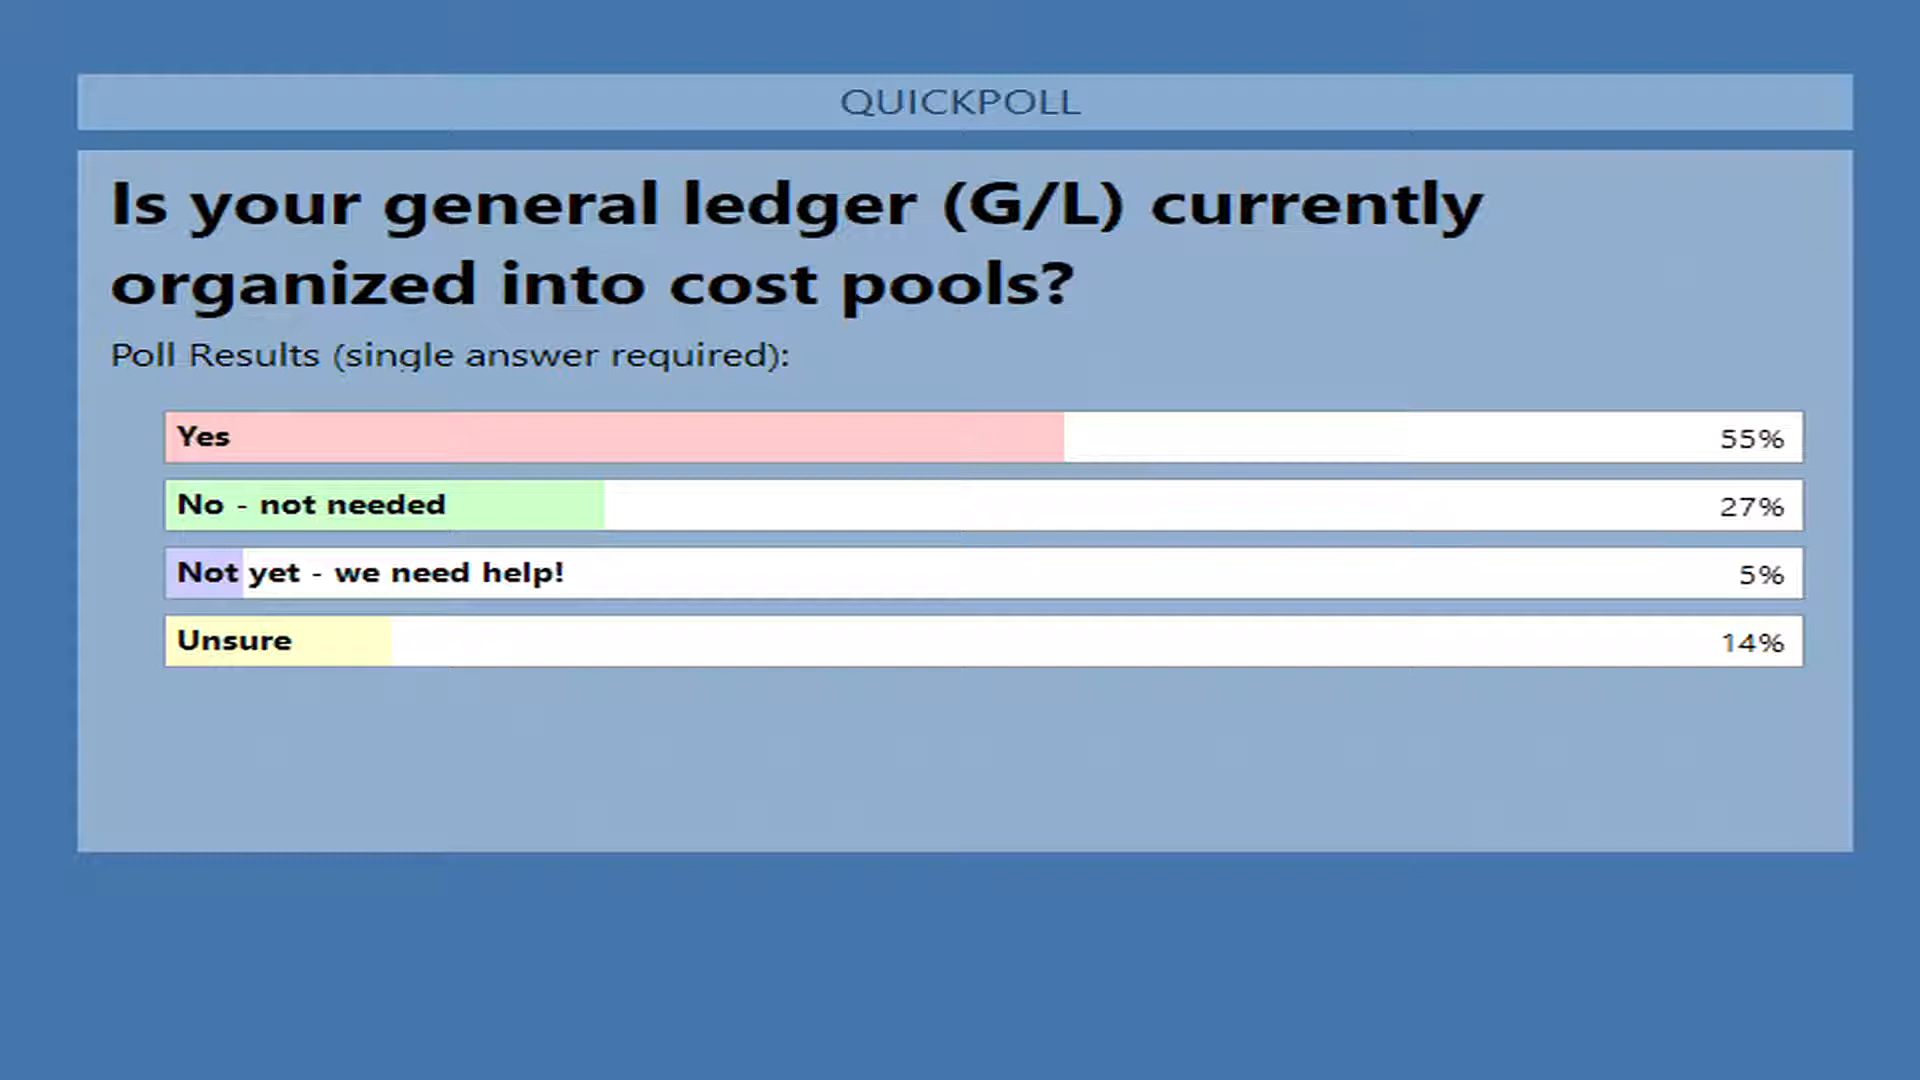 QUICKPOLL
Is your general ledger (G/L) currently
organized into cost pools?
Poll Results (single answer required):
Yes 55%
No - not needed 27%
Not yet - we need help! 5%
Unsure 14%